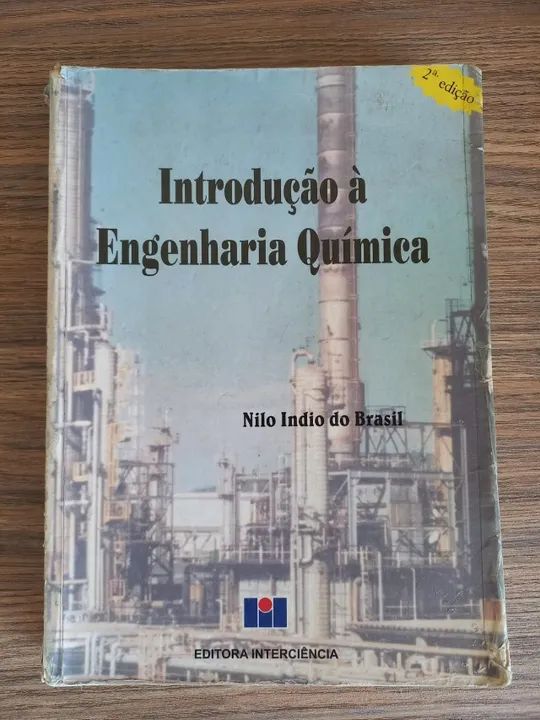 2ª. edição
Introdução à
Engenharia Química
Nilo Indio do Brasil
EDITORA INTERCIÊNCIA